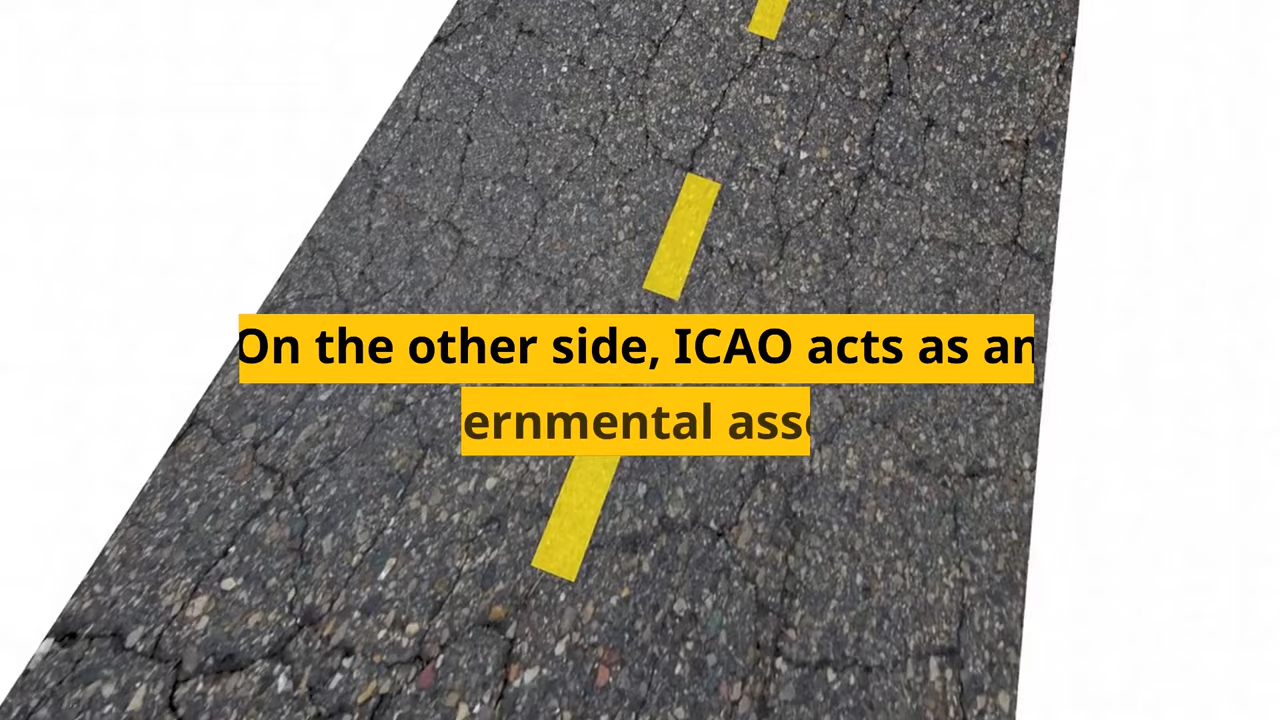 On the other side, ICAO acts as an
ernmental ass